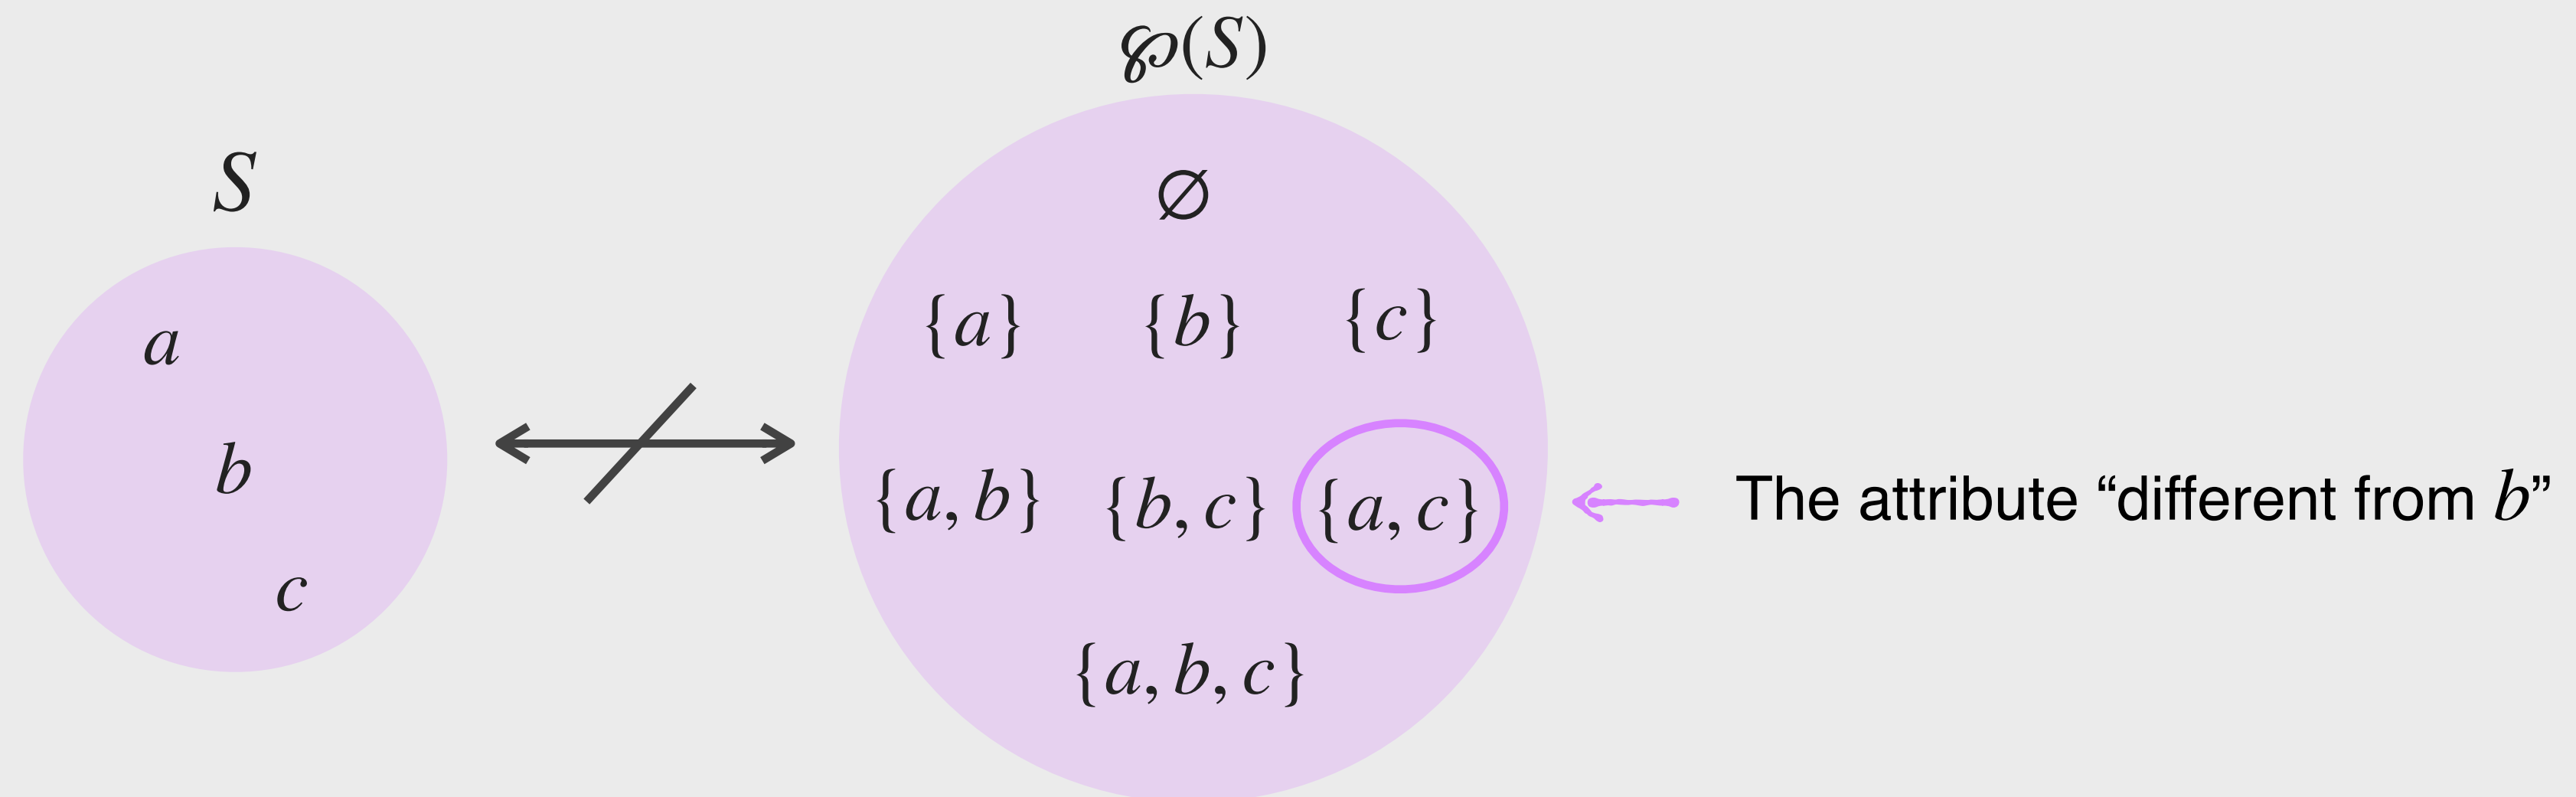 ℘(S)
S
∅
{a} {b} {c}
a
b
c
{a, b} {b, c} {a, c}
The attribute “different from b”
{a, b, c}